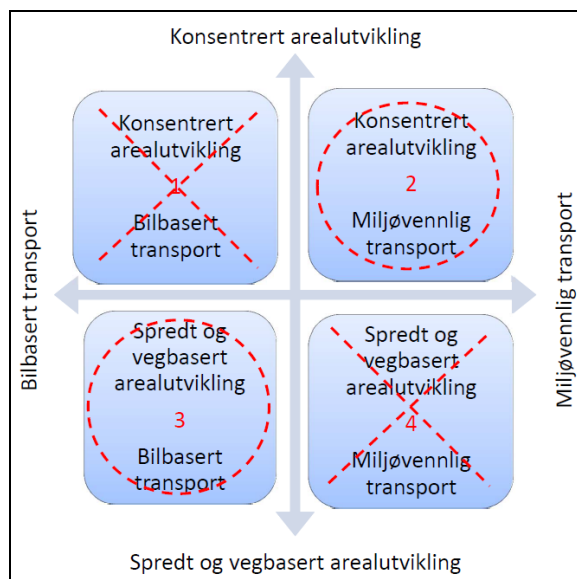 Konsentrert arealutvikling
Konsentrert
arealutvikling
1
Bilbasert
transport
Konsentrert
arealutvikling
2
Miljøvennlig
transport
Bilbasert transport
Miljøvennlig transport
Spredt og
vegbasert
arealutvikling
3
Bilbasert
transport
Spredt og
vegbasert
arealutvikling
4
Miljøvennlig
transport
Spredt og vegbasert arealutvikling